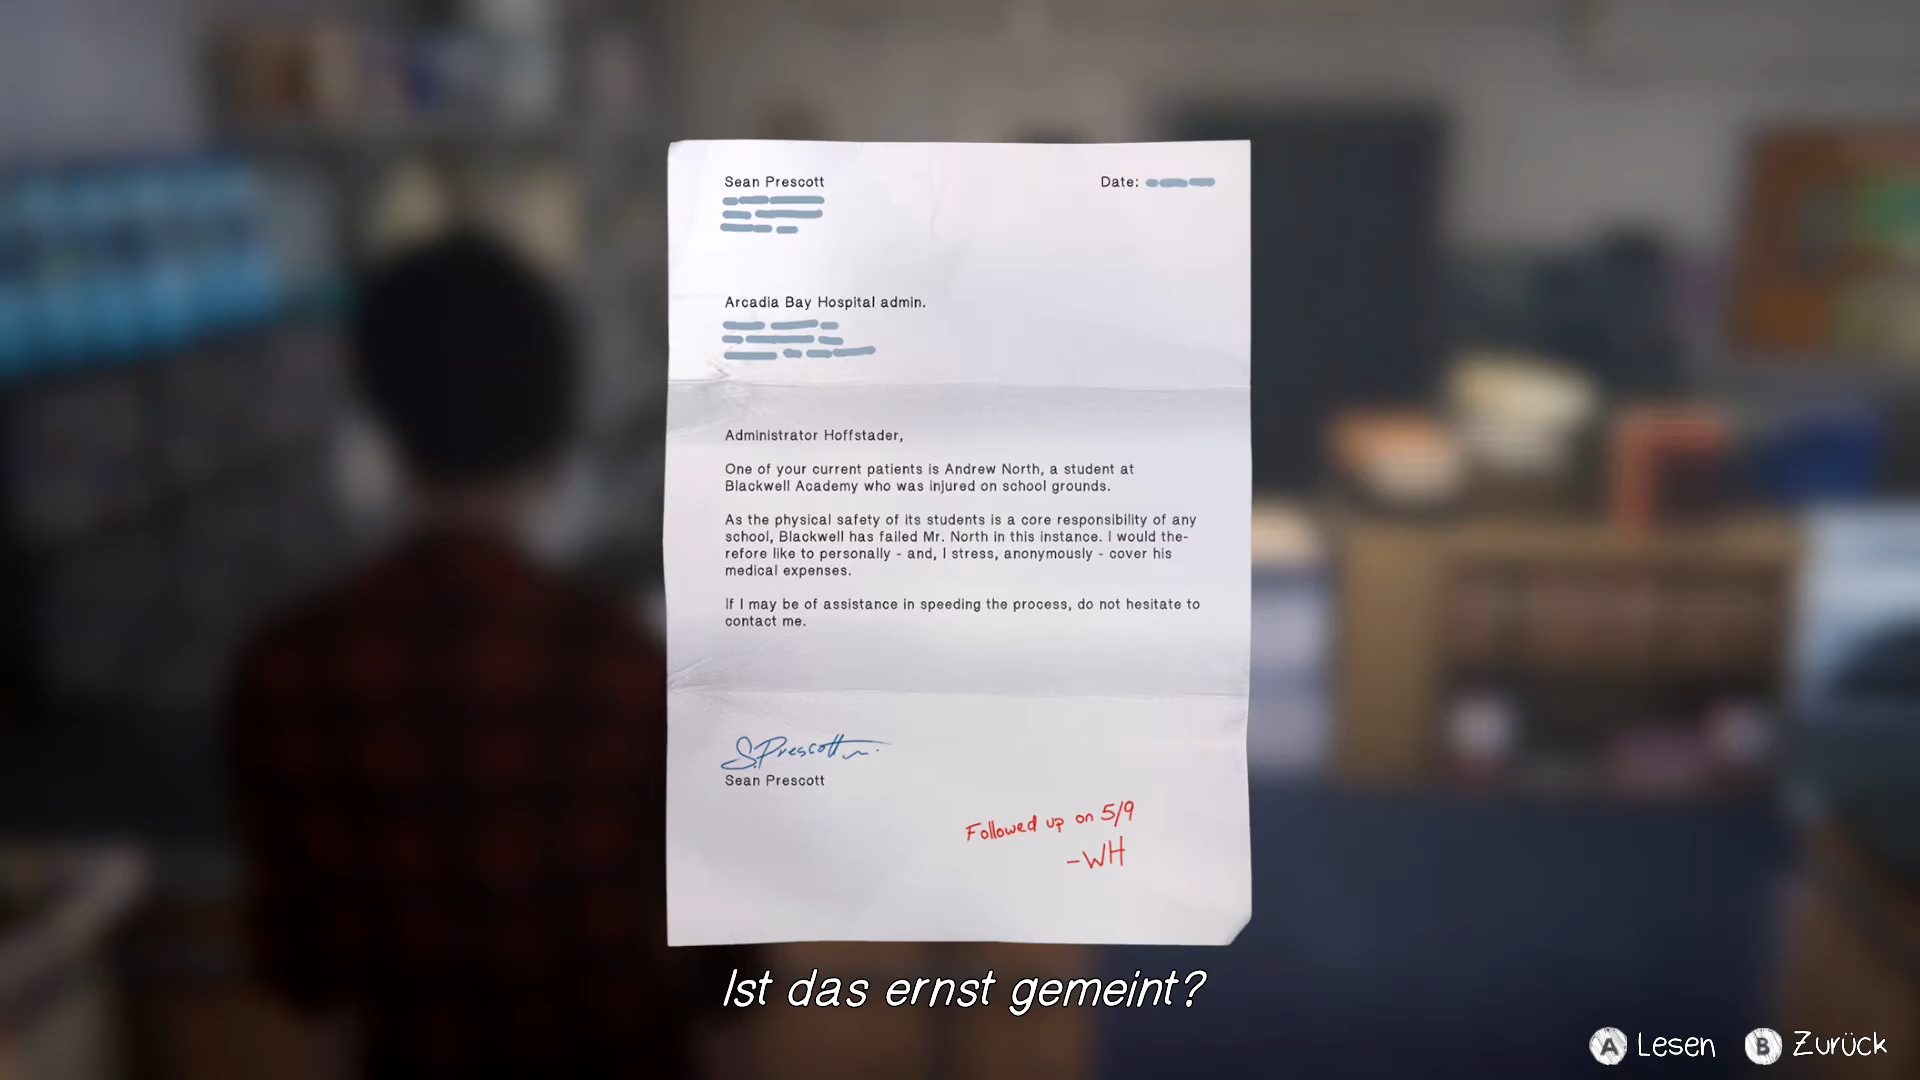 Sean Prescott
Date:
Arcadia Bay Hospital admin.
Administrator Hoffstader,
One of your current patients is Andrew North, a student at
Blackwell Academy who was injured on school grounds.
As the physical safety of its students is a core responsibility of any
school, Blackwell has failed Mr. North in this instance. I would the-
refore like to personally - and, I stress, anonymously - cover his
medical expenses.
If I may be of assistance in speeding the process, do not hesitate to
contact me.
S.Prescott
Sean Prescott
Followed up on 5/9
-WH
Ist das ernst gemeint?
A Lesen B Zurück